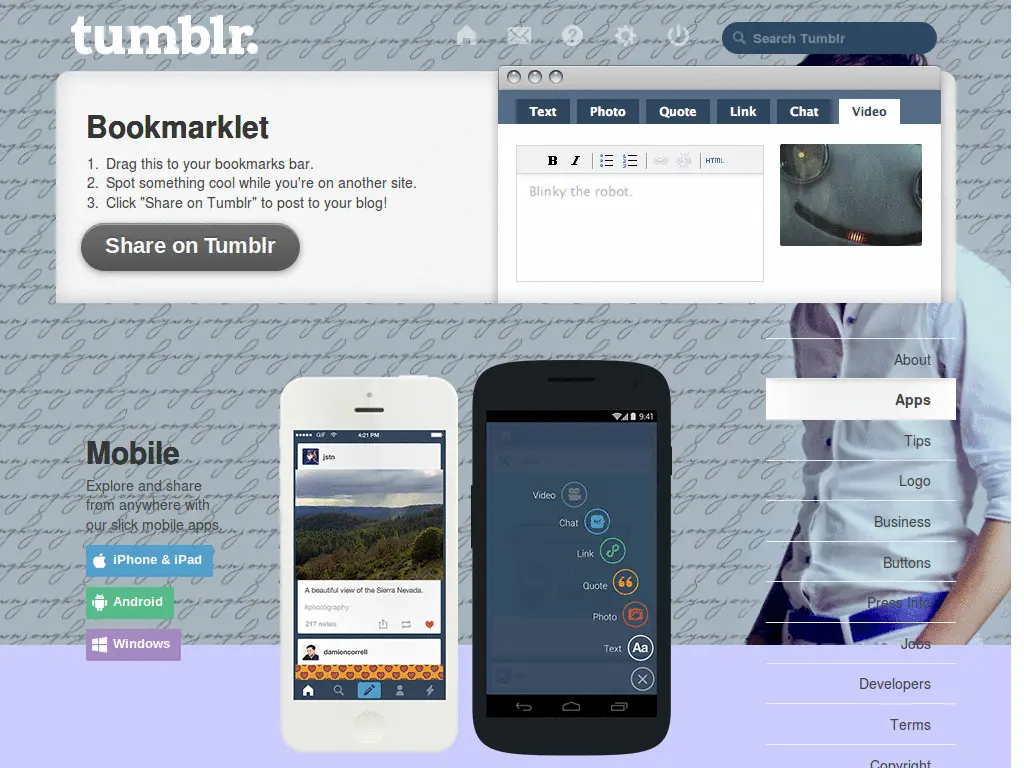 tumblr.
Search Tumblr
Bookmarklet
1. Drag this to your bookmarks bar.
2. Spot something cool while you're on another site.
3. Click "Share on Tumblr" to post to your blog!
Share on Tumblr
Text Photo Quote Link Chat Video
B I HTML
Blinky the robot.
Mobile
Explore and share
from anywhere with
our slick mobile apps.
iPhone & iPad
Android
Windows
GIF 4:21 PM
jstn
A beautiful view of the Sierra Nevada.
#photography
217 notes
damiencorrell
9:41
Video
Chat
Link
Quote
Photo
Text Aa
About
Apps
Tips
Logo
Business
Buttons
Press Info
Jobs
Developers
Terms
Copyright